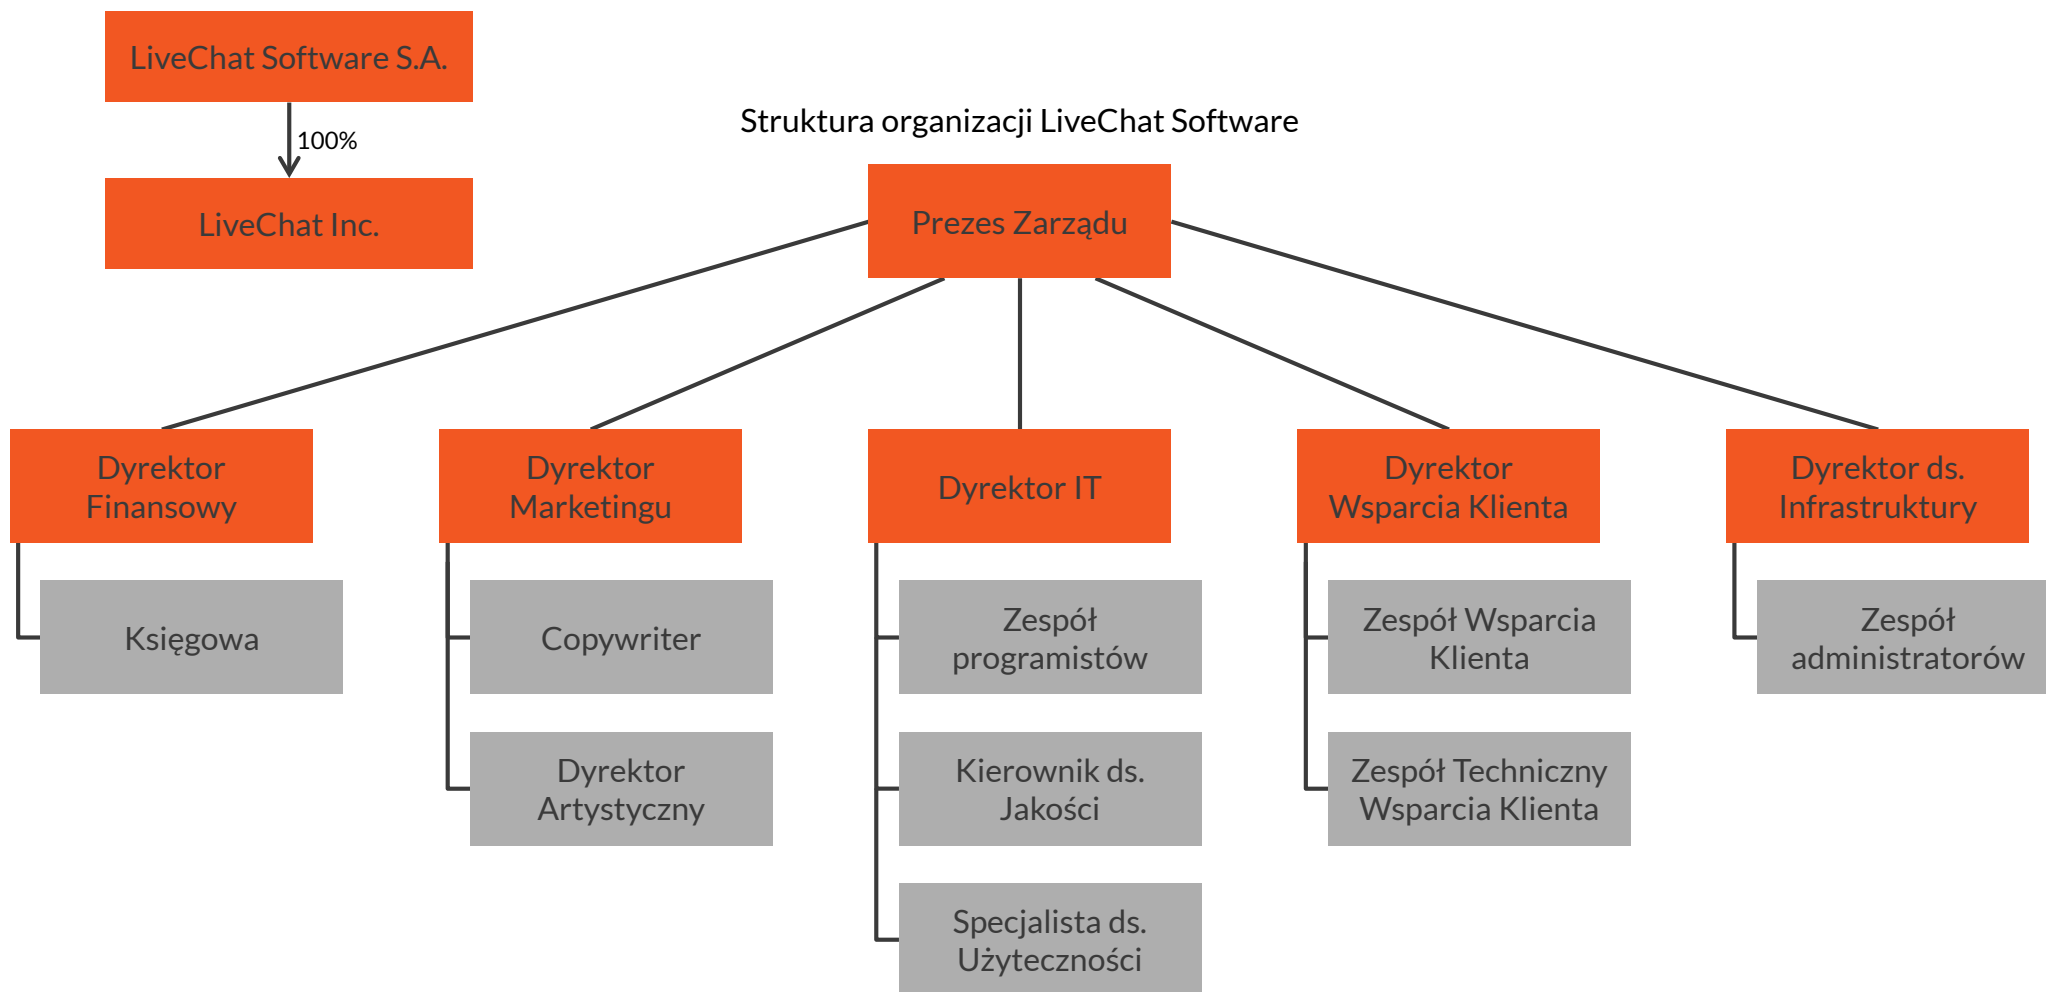 LiveChat Software S.A.
100%
LiveChat Inc.
Struktura organizacji LiveChat Software
Prezes Zarządu
Dyrektor
Finansowy
Księgowa
Dyrektor
Marketingu
Copywriter
Dyrektor
Artystyczny
Dyrektor IT
Zespół
programistów
Kierownik ds.
Jakości
Specjalista ds.
Użyteczności
Dyrektor
Wsparcia Klienta
Zespół Wsparcia
Klienta
Zespół Techniczny
Wsparcia Klienta
Dyrektor ds.
Infrastruktury
Zespół
administratorów